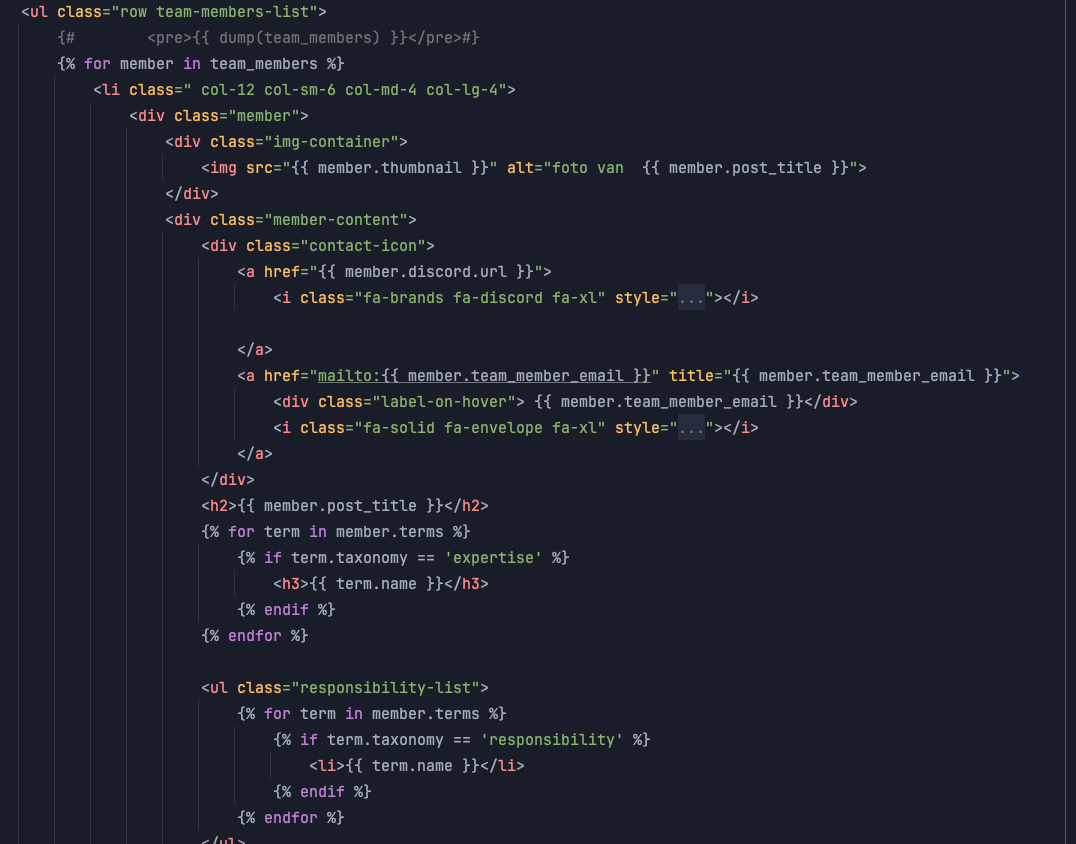 <ul class="row team-members-list">
{#        <pre>{{ dump(team_members) }}</pre>#}
{% for member in team_members %}
<li class=" col-12 col-sm-6 col-md-4 col-lg-4">
<div class="member">
<div class="img-container">
<img src="{{ member.thumbnail }}" alt="foto van  {{ member.post_title }}">
</div>
<div class="member-content">
<div class="contact-icon">
<a href="{{ member.discord.url }}">
<i class="fa-brands fa-discord fa-xl" style="..."></i>
</a>
<a href="mailto:{{ member.team_member_email }}" title="{{ member.team_member_email }}">
<div class="label-on-hover"> {{ member.team_member_email }}</div>
<i class="fa-solid fa-envelope fa-xl" style="..."></i>
</a>
</div>
<h2>{{ member.post_title }}</h2>
{% for term in member.terms %}
{% if term.taxonomy == 'expertise' %}
<h3>{{ term.name }}</h3>
{% endif %}
{% endfor %}
<ul class="responsibility-list">
{% for term in member.terms %}
{% if term.taxonomy == 'responsibility' %}
<li>{{ term.name }}</li>
{% endif %}
{% endfor %}
</ul>